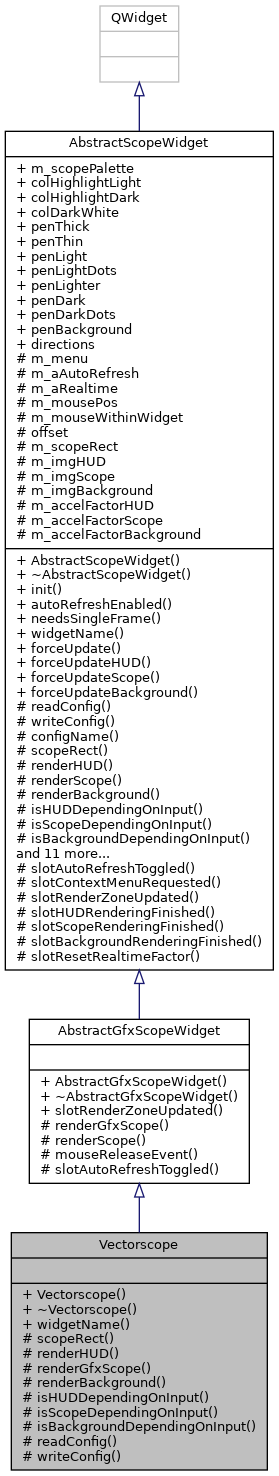 QWidget
AbstractScopeWidget
+ m_scopePalette
+ colHighlightLight
+ colHighlightDark
+ colDarkWhite
+ penThick
+ penThin
+ penLight
+ penLightDots
+ penLighter
+ penDark
+ penDarkDots
+ penBackground
+ directions
# m_menu
# m_aAutoRefresh
# m_aRealtime
# m_mousePos
# m_mouseWithinWidget
# offset
# m_scopeRect
# m_imgHUD
# m_imgScope
# m_imgBackground
# m_accelFactorHUD
# m_accelFactorScope
# m_accelFactorBackground
+ AbstractScopeWidget()
+ ~AbstractScopeWidget()
+ init()
+ autoRefreshEnabled()
+ needsSingleFrame()
+ widgetName()
+ forceUpdate()
+ forceUpdateHUD()
+ forceUpdateScope()
+ forceUpdateBackground()
# readConfig()
# writeConfig()
# configName()
# scopeRect()
# renderHUD()
# renderScope()
# renderBackground()
# isHUDDependingOnInput()
# isScopeDependingOnInput()
# isBackgroundDependingOnInput()
and 11 more...
# slotAutoRefreshToggled()
# slotContextMenuRequested()
# slotRenderZoneUpdated()
# slotHUDRenderingFinished()
# slotScopeRenderingFinished()
# slotBackgroundRenderingFinished()
# slotResetRealtimeFactor()
AbstractGfxScopeWidget
+ AbstractGfxScopeWidget()
+ ~AbstractGfxScopeWidget()
+ slotRenderZoneUpdated()
# renderGfxScope()
# renderScope()
# mouseReleaseEvent()
# slotAutoRefreshToggled()
Vectorscope
+ Vectorscope()
+ ~Vectorscope()
+ widgetName()
# scopeRect()
# renderHUD()
# renderGfxScope()
# renderBackground()
# isHUDDependingOnInput()
# isScopeDependingOnInput()
# isBackgroundDependingOnInput()
# readConfig()
# writeConfig()